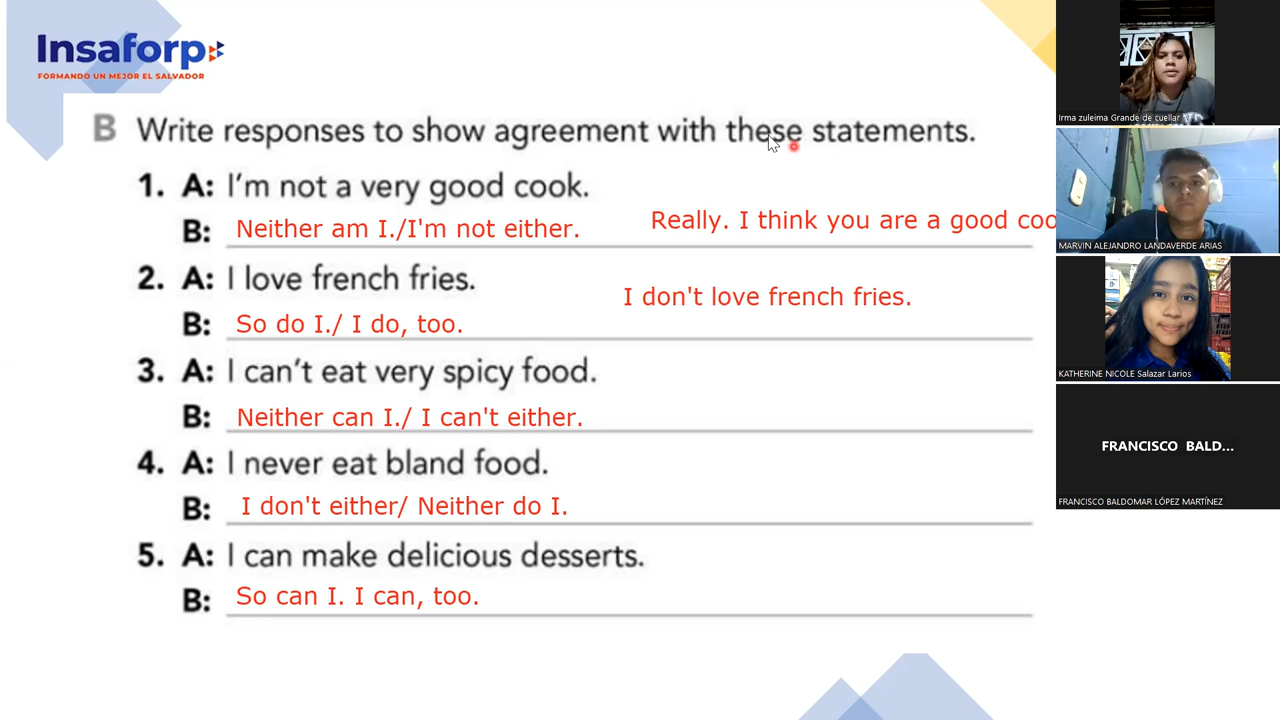 Insaforp
FORMANDO UN MEJOR EL SALVADOR
B Write responses to show agreement with these statements.
1. A: I'm not a very good cook.
B: Neither am I./I'm not either. Really. I think you are a good coo
2. A: I love french fries.
I don't love french fries.
B: So do I./ I do, too.
3. A: I can't eat very spicy food.
B: Neither can I./ I can't either.
4. A: I never eat bland food.
B: I don't either/ Neither do I.
5. A: I can make delicious desserts.
B: So can I. I can, too.
Irma zuleima Grande de cuellar
MARVIN ALEJANDRO LANDAVERDE ARIAS
KATHERINE NICOLE Salazar Larios
FRANCISCO BALD...
FRANCISCO BALDOMAR LÓPEZ MARTÍNEZ